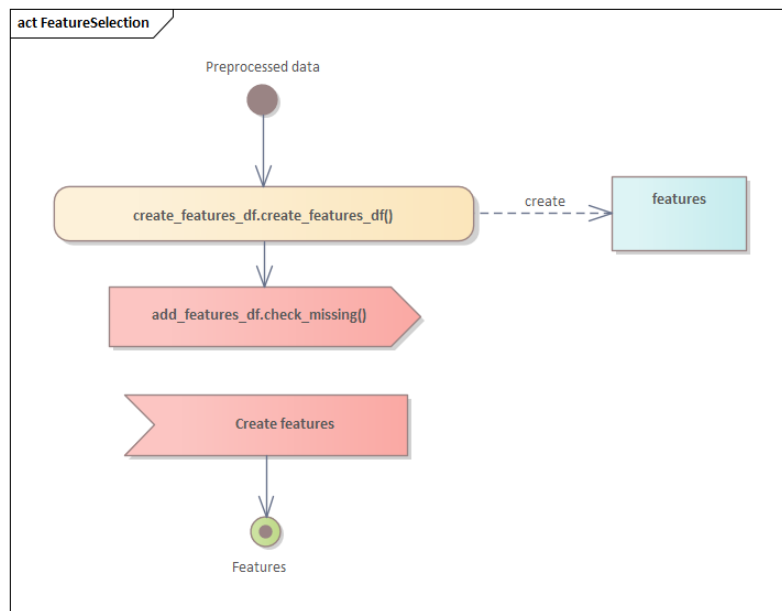 act FeatureSelection
Preprocessed data
create_features_df.create_features_df()
create
features
add_features_df.check_missing()
Create features
Features